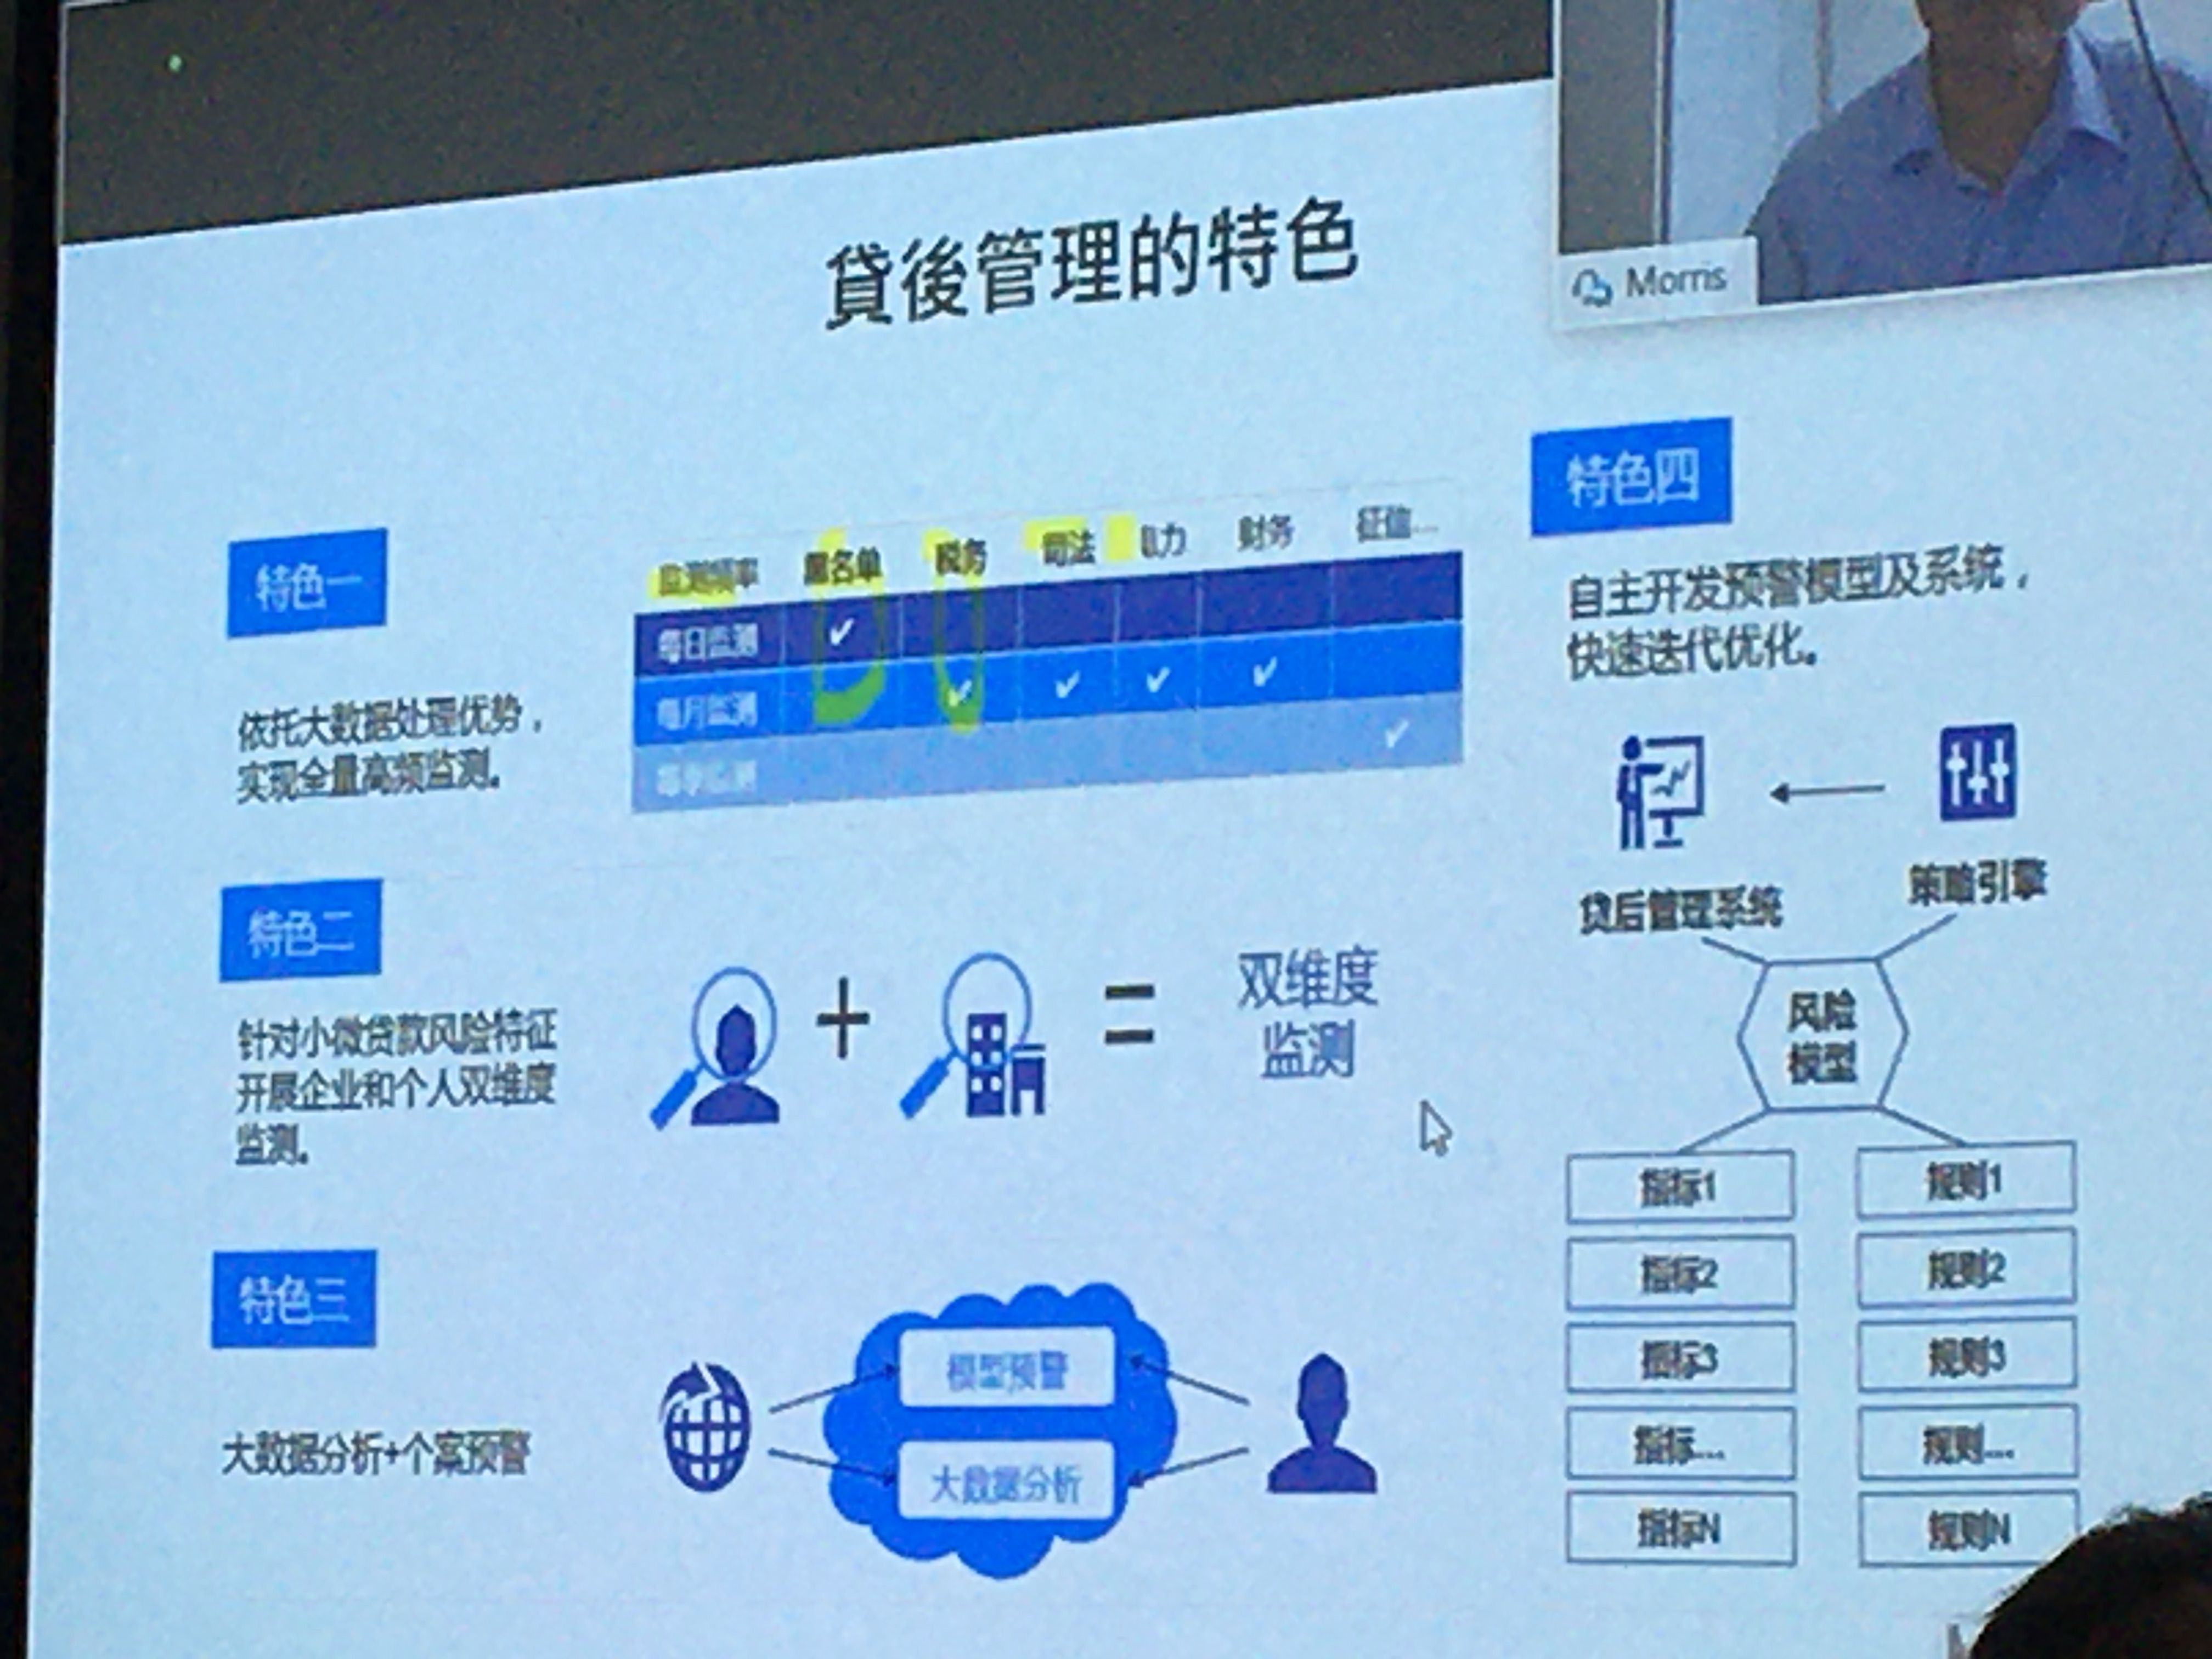 貸後管理的特色
Morris
特色一
依托大数据处理优势，
实现全量高频监测。
监测频率 黑名单 税务 司法 力 财务 征信...
每日监测 ✓
每月监测 ✓ ✓ ✓ ✓
每季监测 ✓
特色二
针对小微贷款风险特征
开展企业和个人双维度
监测。
+
=
双维度
监测
特色三
大数据分析+个案预警
模型预警
大数据分析
特色四
自主开发预警模型及系统，
快速迭代优化。
贷后管理系统
策略引擎
风险
模型
指标1 规则1
指标2 规则2
指标3 规则3
指标... 规则...
指标N 规则N